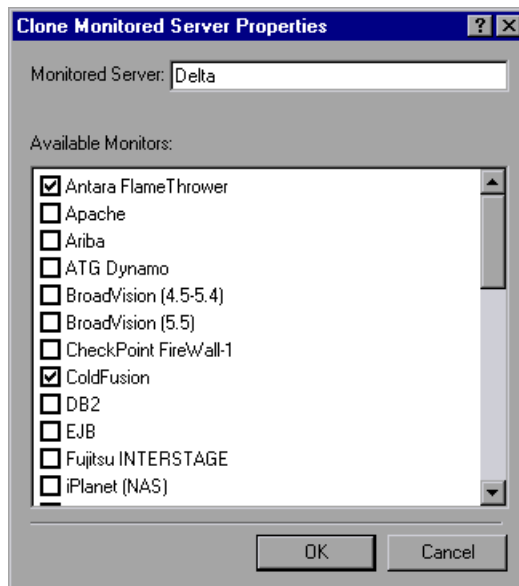 Clone Monitored Server Properties
Monitored Server: Delta
Available Monitors:
Antara FlameThrower
Apache
Ariba
ATG Dynamo
BroadVision (4.5-5.4)
BroadVision (5.5)
CheckPoint FireWall-1
ColdFusion
DB2
EJB
Fujitsu INTERSTAGE
iPlanet (NAS)
OK Cancel